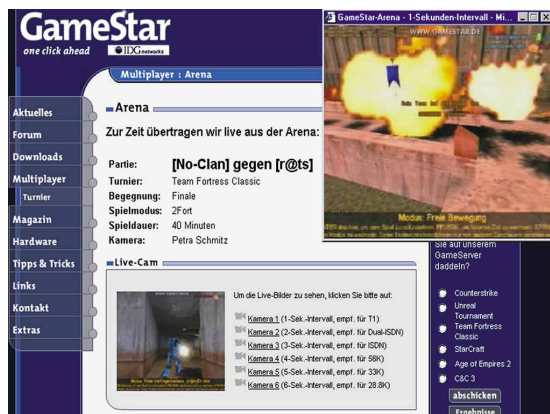 GameStar
one click ahead
IDG networks
Multiplayer : Arena
GameStar-Arena - 1-Sekunden-Intervall - Mi...
WWW.GAMESTAR.DE
Modus: Freie Bewegung
Aktuelles
Forum
Downloads
Multiplayer
Turnier
Magazin
Hardware
Tipps & Tricks
Links
Kontakt
Extras
Arena
Zur Zeit übertragen wir live aus der Arena:
Partie: [No-Clan] gegen [r@ts]
Turnier: Team Fortress Classic
Begegnung: Finale
Spielmodus: 2Fort
Spieldauer: 40 Minuten
Kamera: Petra Schmitz
Live-Cam
Um die Live-Bilder zu sehen, klicken Sie bitte auf:
Kamera 1 (1-Sek.-Intervall, empf. für T1)
Kamera 2 (2-Sek.-Intervall, empf. für Dual-ISDN)
Kamera 3 (3-Sek.-Intervall, empf. für ISDN)
Kamera 4 (4-Sek.-Intervall, empf. für 56K)
Kamera 5 (5-Sek.-Intervall, empf. für 33K)
Kamera 6 (6-Sek.-Intervall, empf. für 28.8K)
Sie auf unserem
GameServer
daddeln?
Counterstrike
Unreal
Tournament
Team Fortress
Classic
StarCraft
Age of Empires 2
C&C 3
abschicken
Ergebnisse